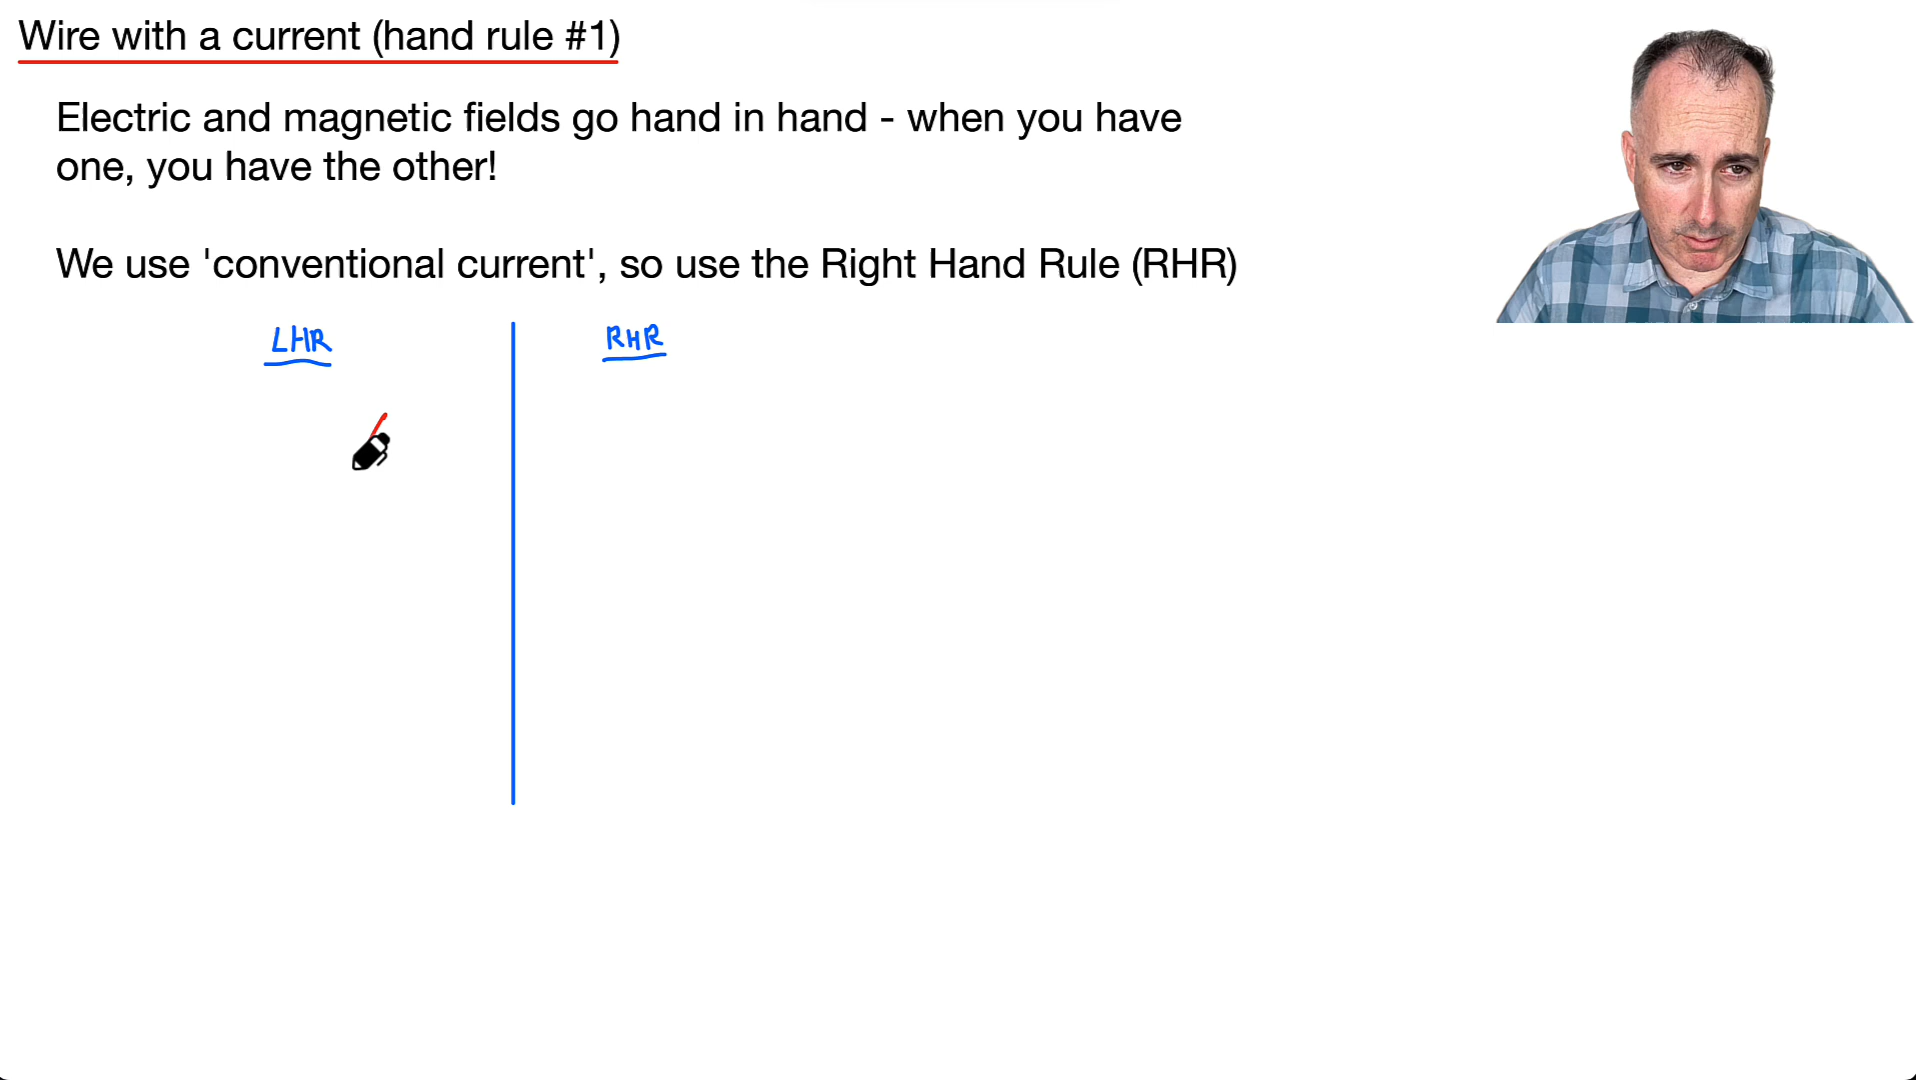 Wire with a current (hand rule #1)
Electric and magnetic fields go hand in hand - when you have
one, you have the other!
We use 'conventional current', so use the Right Hand Rule (RHR)
LHR
RHR